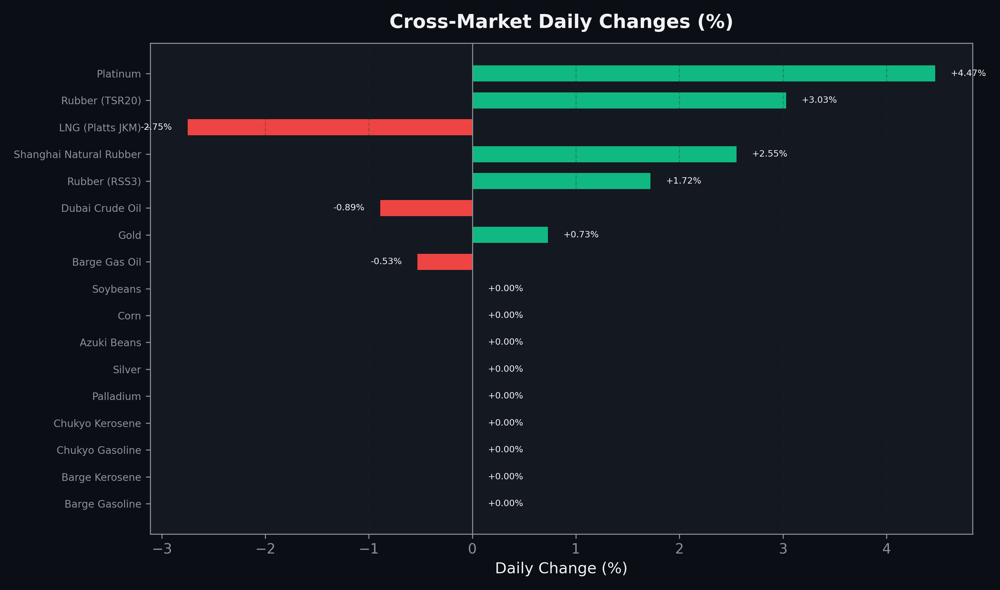 Cross-Market Daily Changes (%)
Platinum +4.47%
Rubber (TSR20) +3.03%
LNG (Platts JKM) -2.75%
Shanghai Natural Rubber +2.55%
Rubber (RSS3) +1.72%
Dubai Crude Oil -0.89%
Gold +0.73%
Barge Gas Oil -0.53%
Soybeans +0.00%
Corn +0.00%
Azuki Beans +0.00%
Silver +0.00%
Palladium +0.00%
Chukyo Kerosene +0.00%
Chukyo Gasoline +0.00%
Barge Kerosene +0.00%
Barge Gasoline +0.00%
−3 −2 −1 0 1 2 3 4
Daily Change (%)